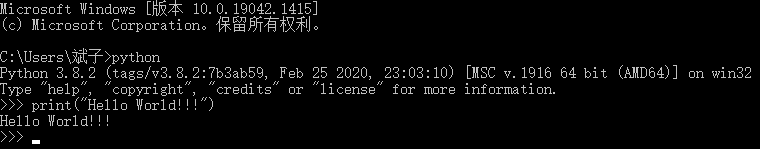 Microsoft Windows [版本 10.0.19042.1415]
(c) Microsoft Corporation。保留所有权利。
C:\Users\斌子>python
Python 3.8.2 (tags/v3.8.2:7b3ab59, Feb 25 2020, 23:03:10) [MSC v.1916 64 bit (AMD64)] on win32
Type "help", "copyright", "credits" or "license" for more information.
>>> print("Hello World!!!")
Hello World!!!
>>>